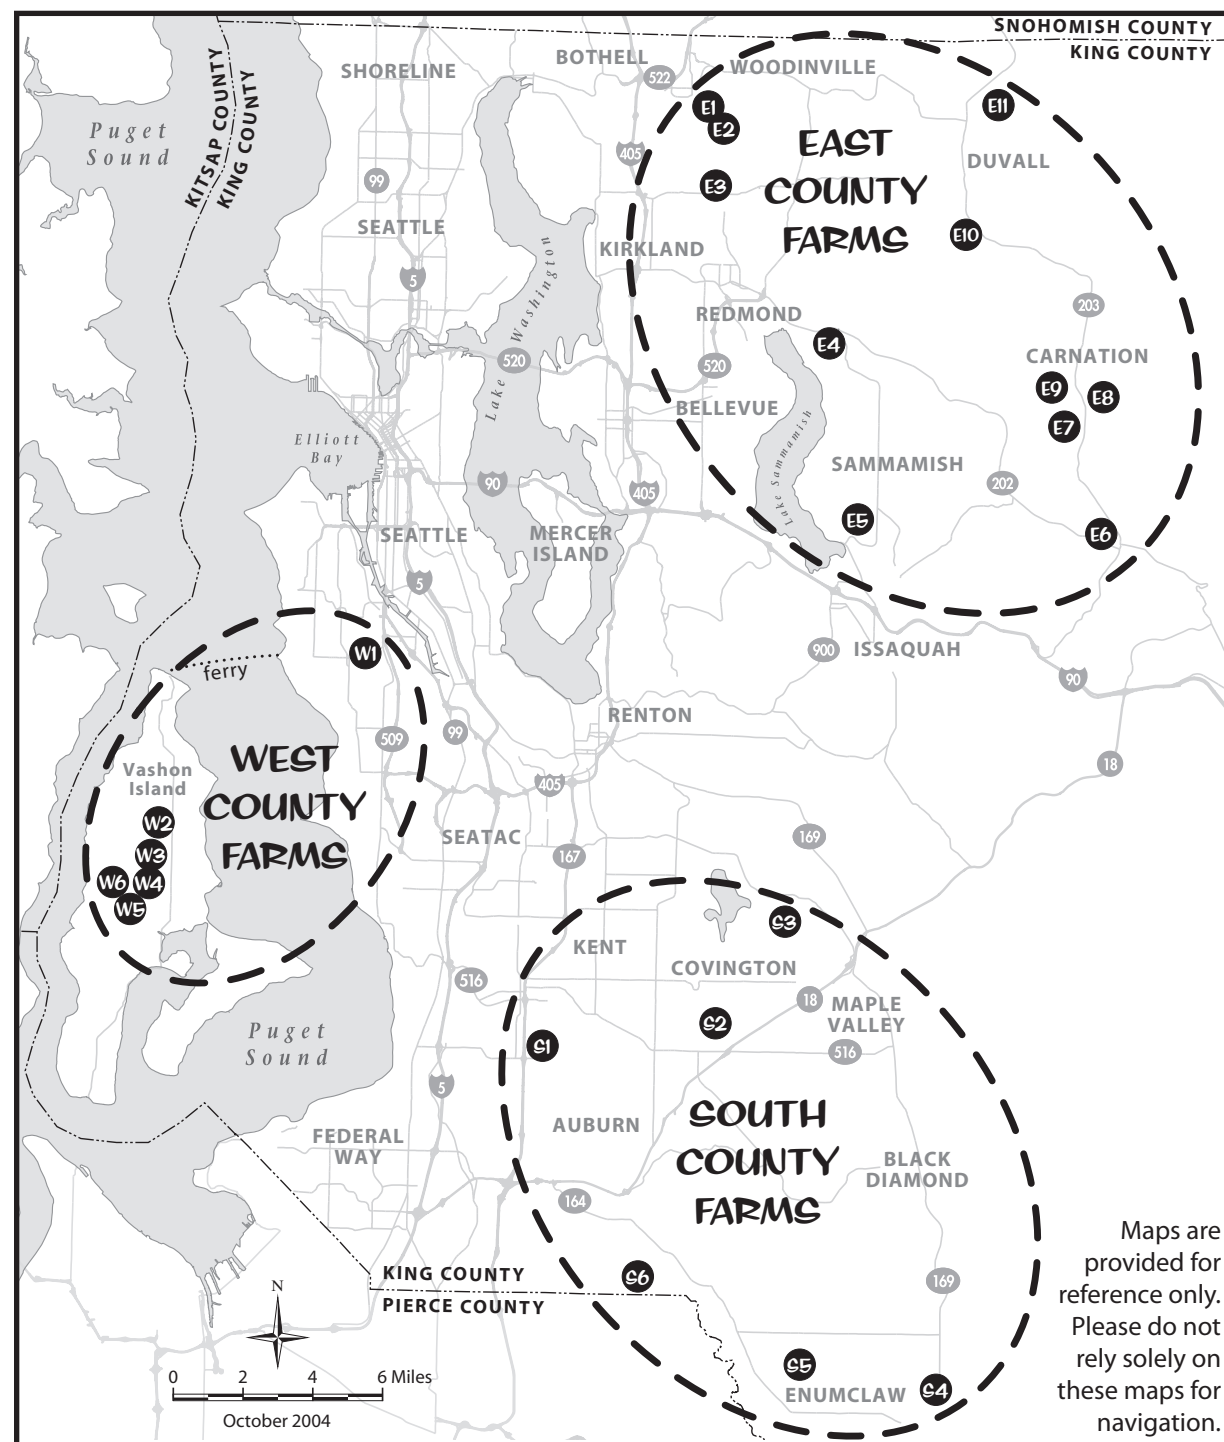 SNOHOMISH COUNTY
KING COUNTY
KITSAP COUNTY
KING COUNTY
Puget
Sound
SHORELINE
BOTHELL
522
WOODINVILLE
E1
E2
E3
E11
DUVALL
EAST
COUNTY
FARMS
405
99
SEATTLE
5
KIRKLAND
E10
203
REDMOND
E4
CARNATION
Lake Washington
520
520
BELLEVUE
E9
E8
E7
Elliott
Bay
Lake Sammamish
SAMMAMISH
202
90
405
SEATTLE
MERCER
ISLAND
E5
E6
5
W1
ferry
900
ISSAQUAH
90
RENTON
509
99
WEST
COUNTY
FARMS
Vashon
Island
18
405
W2
W3
W6
W4
W5
SEATAC
167
169
S3
KENT
COVINGTON
516
18
MAPLE
VALLEY
S2
516
S1
Puget
Sound
5
SOUTH
COUNTY
FARMS
AUBURN
FEDERAL
WAY
BLACK
DIAMOND
164
S6
169
KING COUNTY
PIERCE COUNTY
N
S5
ENUMCLAW
S4
0 2 4 6 Miles
October 2004
Maps are
provided for
reference only.
Please do not
rely solely on
these maps for
navigation.